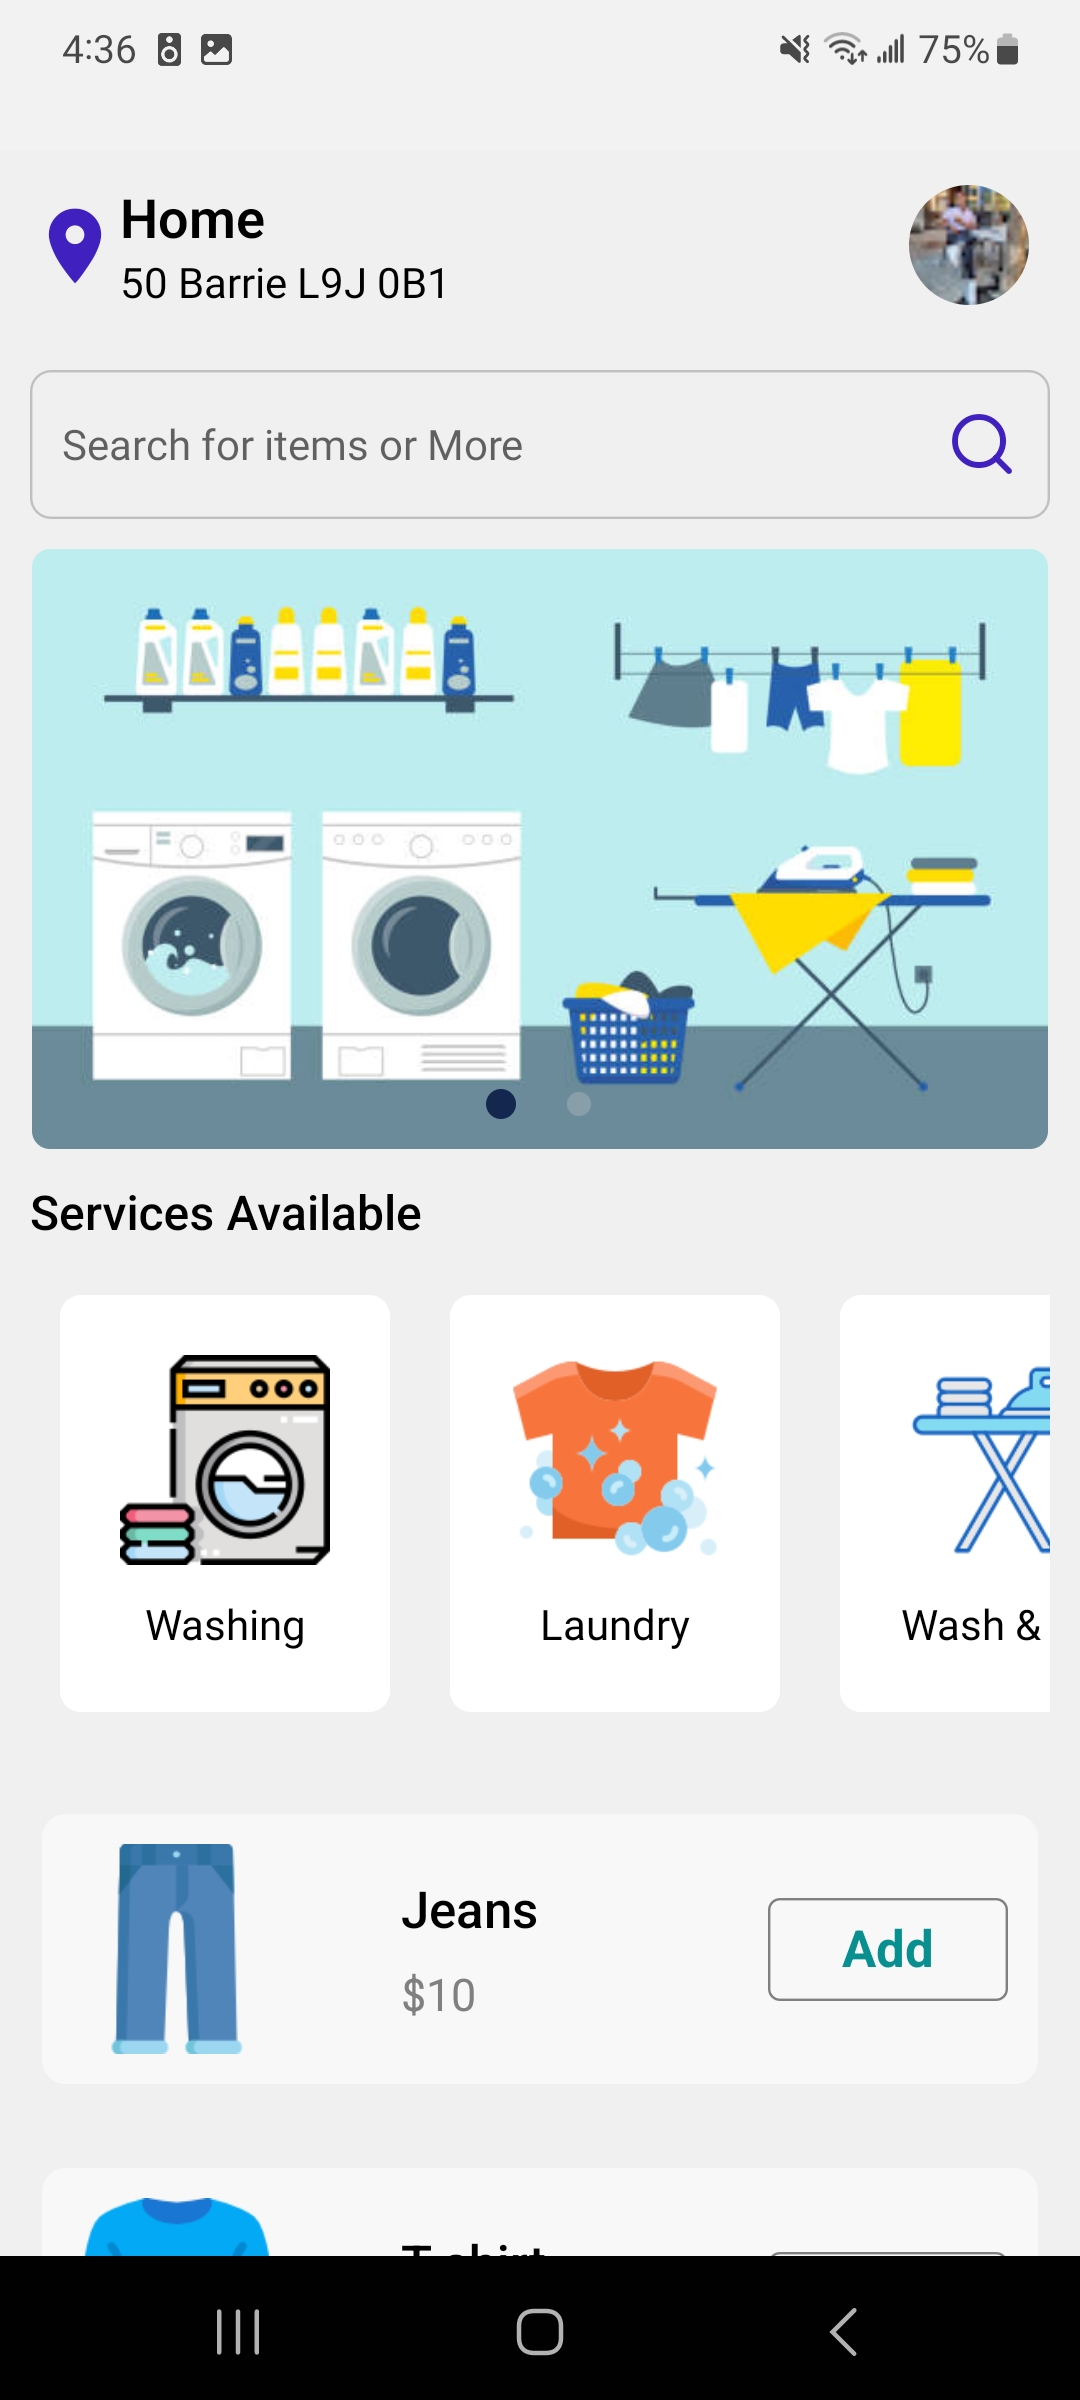 4:36
75%
Home
50 Barrie L9J 0B1
Search for items or More
Services Available
Washing
Laundry
Wash &
Jeans
$10
Add
T-shirt